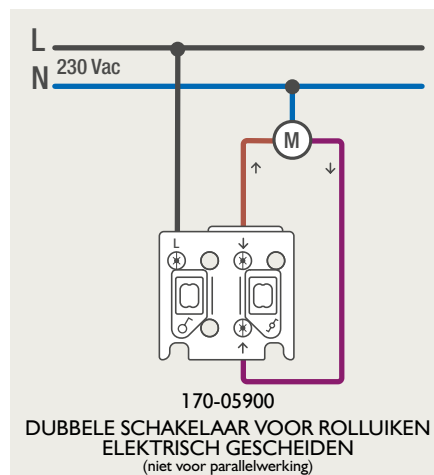 L
230 Vac
N
M
↑ ↓
L ↓
↑
170-05900
DUBBELE SCHAKELAAR VOOR ROLLUIKEN
ELEKTRISCH GESCHEIDEN
(niet voor parallelwerking)